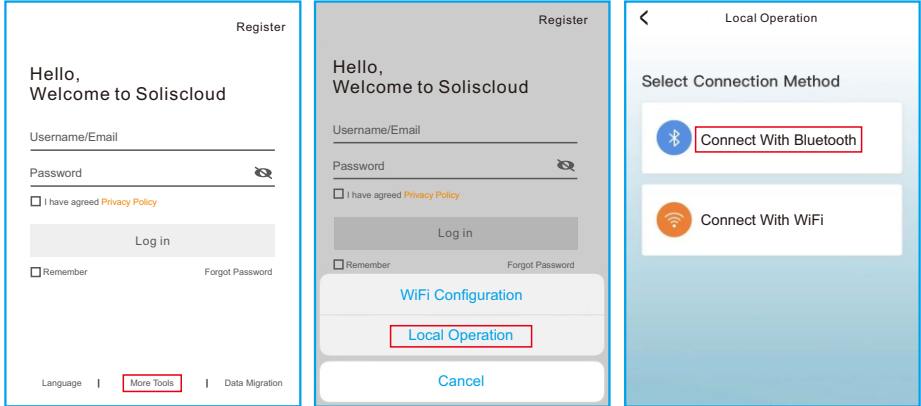 Register
Hello,
Welcome to Soliscloud
Username/Email
Password
I have agreed Privacy Policy
Log in
Remember Forgot Password
Language | More Tools | Data Migration
Register
Hello,
Welcome to Soliscloud
Username/Email
Password
I have agreed Privacy Policy
Log in
Remember Forgot Password
WiFi Configuration
Local Operation
Cancel
Local Operation
Select Connection Method
Connect With Bluetooth
Connect With WiFi